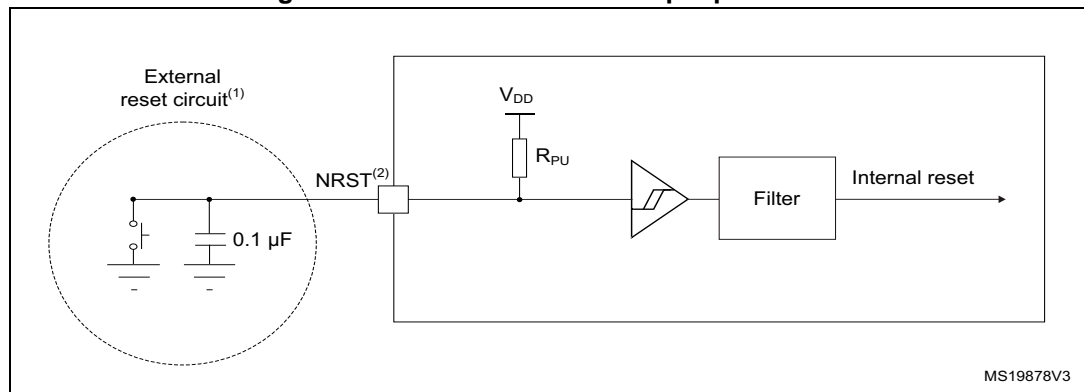 External
reset circuit(1)
VDD
RPU
NRST(2)
Filter
Internal reset
0.1 µF
MS19878V3